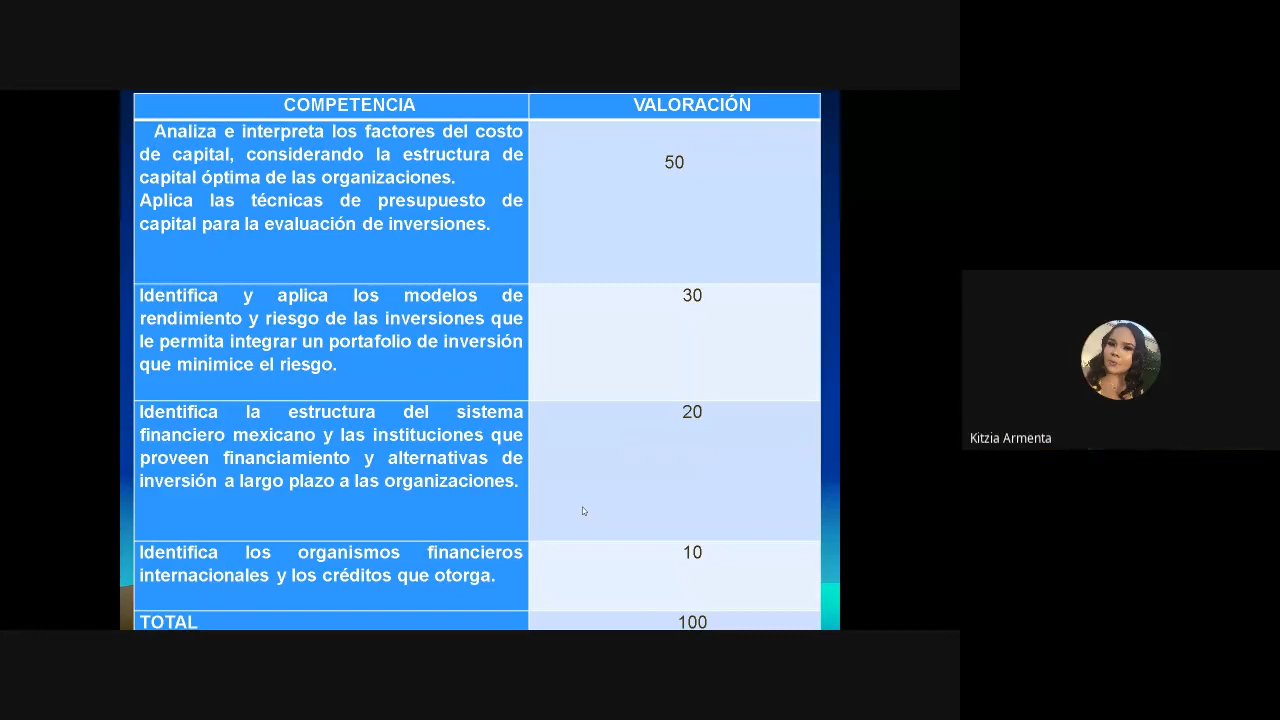 COMPETENCIA VALORACIÓN
Analiza e interpreta los factores del costo
de capital, considerando la estructura de
capital óptima de las organizaciones.
Aplica las técnicas de presupuesto de
capital para la evaluación de inversiones.
50
Identifica y aplica los modelos de
rendimiento y riesgo de las inversiones que
le permita integrar un portafolio de inversión
que minimice el riesgo.
30
Identifica la estructura del sistema
financiero mexicano y las instituciones que
proveen financiamiento y alternativas de
inversión a largo plazo a las organizaciones.
20
Identifica los organismos financieros
internacionales y los créditos que otorga.
10
TOTAL 100
Kitzia Armenta